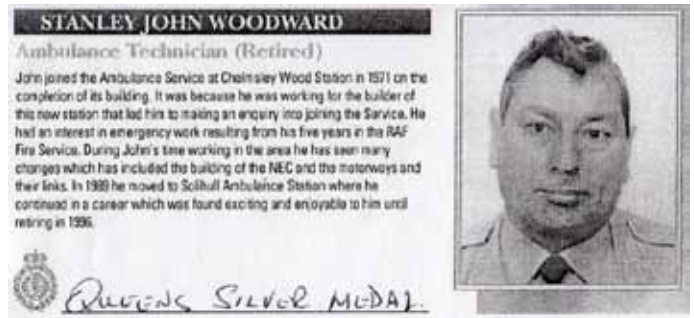 STANLEY JOHN WOODWARD
Ambulance Technician (Retired)
John joined the Ambulance Service at Chelmsley Wood Station in 1971 on the
completion of its building. It was because he was working for the builder of
this new station that led him to making an enquiry into joining the Service. He
had an interest in emergency work resulting from his five years in the RAF
Fire Service. During John's time working in the area he has seen many
changes which has included the building of the NEC and the motorways and
their links. In 1989 he moved to Solihull Ambulance Station where he
continued in a career which was found exciting and enjoyable to him until
retiring in 1996.
QUEENS SILVER MEDAL.